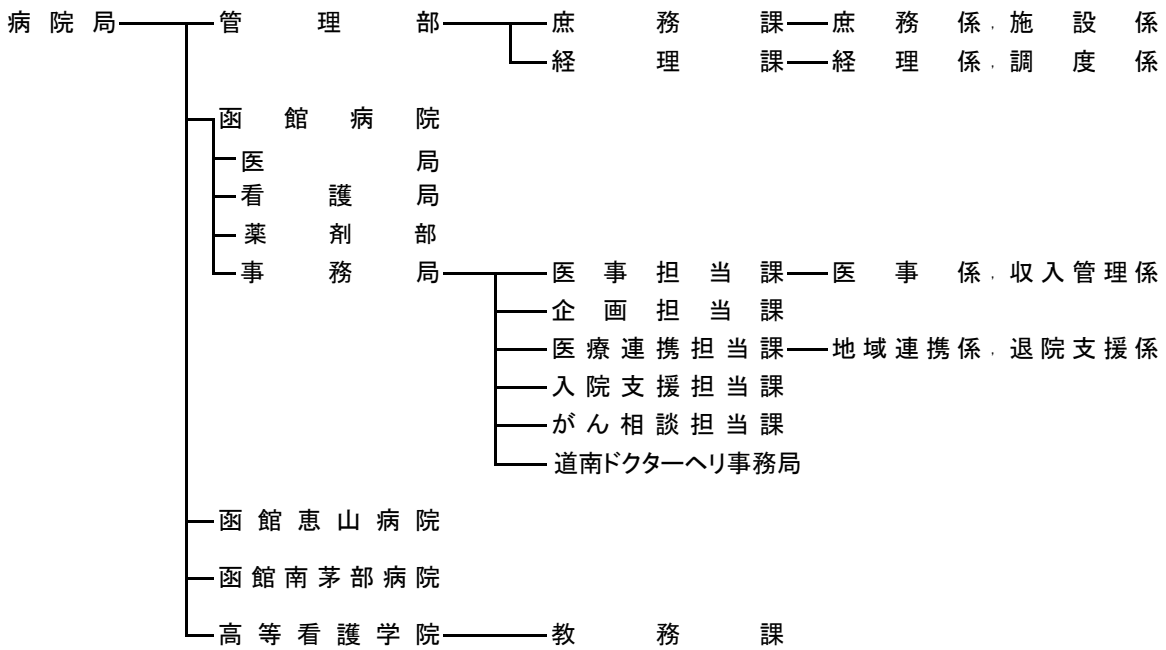 病院局 管理部 庶務課 庶務係，施設係
経理課 経理係，調度係
函館病院
医局
看護局
薬剤部
事務局 医事担当課 医事係，収入管理係
企画担当課
医療連携担当課 地域連携係，退院支援係
入院支援担当課
がん相談担当課
道南ドクターヘリ事務局
函館恵山病院
函館南茅部病院
高等看護学院 教務課